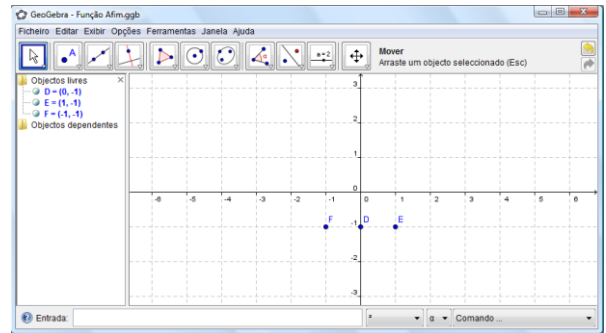 GeoGebra - Função Afim.ggb
Ficheiro Editar Exibir Opções Ferramentas Janela Ajuda
A
a=2
Mover
Arraste um objecto seleccionado (Esc)
Objectos livres
D = (0, -1)
E = (1, -1)
F = (-1, -1)
Objectos dependentes
3
2
1
0
-6 -5 -4 -3 -2 -1 0 1 2 3 4 5 6
F D E
-1
-2
-3
Entrada:
α
Comando ...